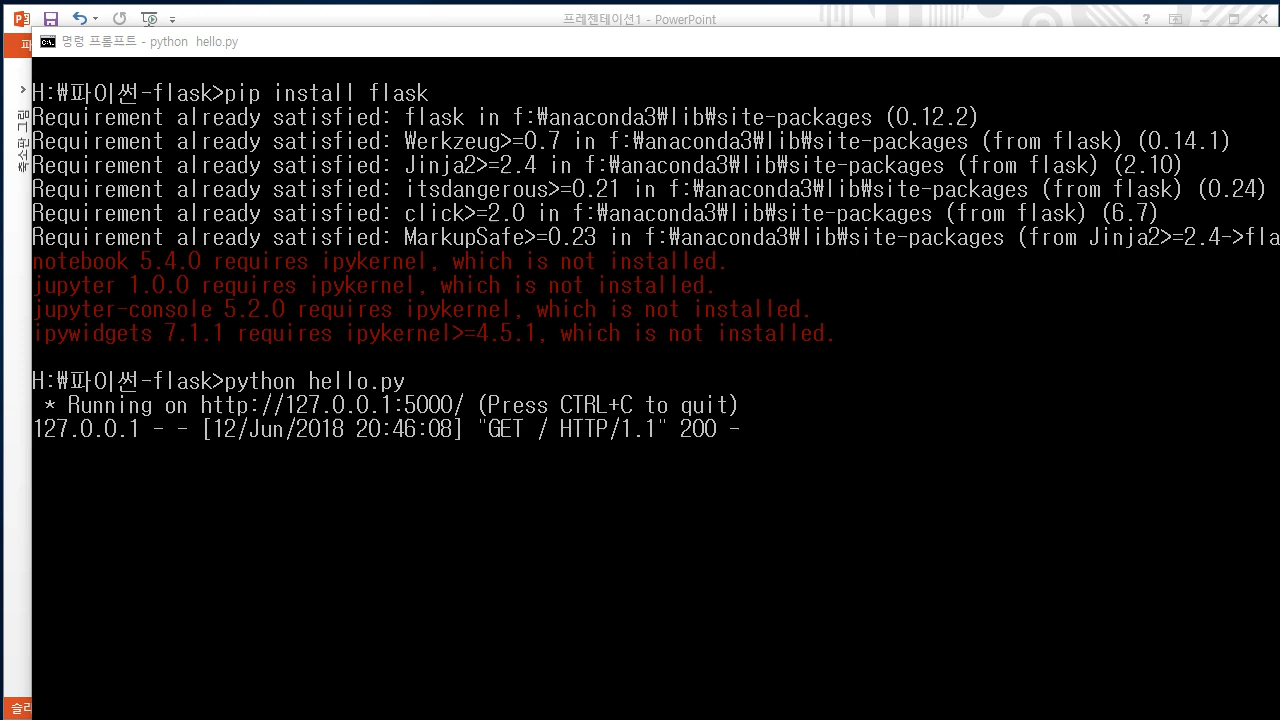 프레젠테이션1 - PowerPoint
명령 프롬프트 - python hello.py
파
축소판 그림
H:\파이썬-flask>pip install flask
Requirement already satisfied: flask in f:\anaconda3\lib\site-packages (0.12.2)
Requirement already satisfied: Werkzeug>=0.7 in f:\anaconda3\lib\site-packages (from flask) (0.14.1)
Requirement already satisfied: Jinja2>=2.4 in f:\anaconda3\lib\site-packages (from flask) (2.10)
Requirement already satisfied: itsdangerous>=0.21 in f:\anaconda3\lib\site-packages (from flask) (0.24)
Requirement already satisfied: click>=2.0 in f:\anaconda3\lib\site-packages (from flask) (6.7)
Requirement already satisfied: MarkupSafe>=0.23 in f:\anaconda3\lib\site-packages (from Jinja2>=2.4->fla
notebook 5.4.0 requires ipykernel, which is not installed.
jupyter 1.0.0 requires ipykernel, which is not installed.
jupyter-console 5.2.0 requires ipykernel, which is not installed.
ipywidgets 7.1.1 requires ipykernel>=4.5.1, which is not installed.
H:\파이썬-flask>python hello.py
* Running on http://127.0.0.1:5000/ (Press CTRL+C to quit)
127.0.0.1 - - [12/Jun/2018 20:46:08] "GET / HTTP/1.1" 200 -
슬라